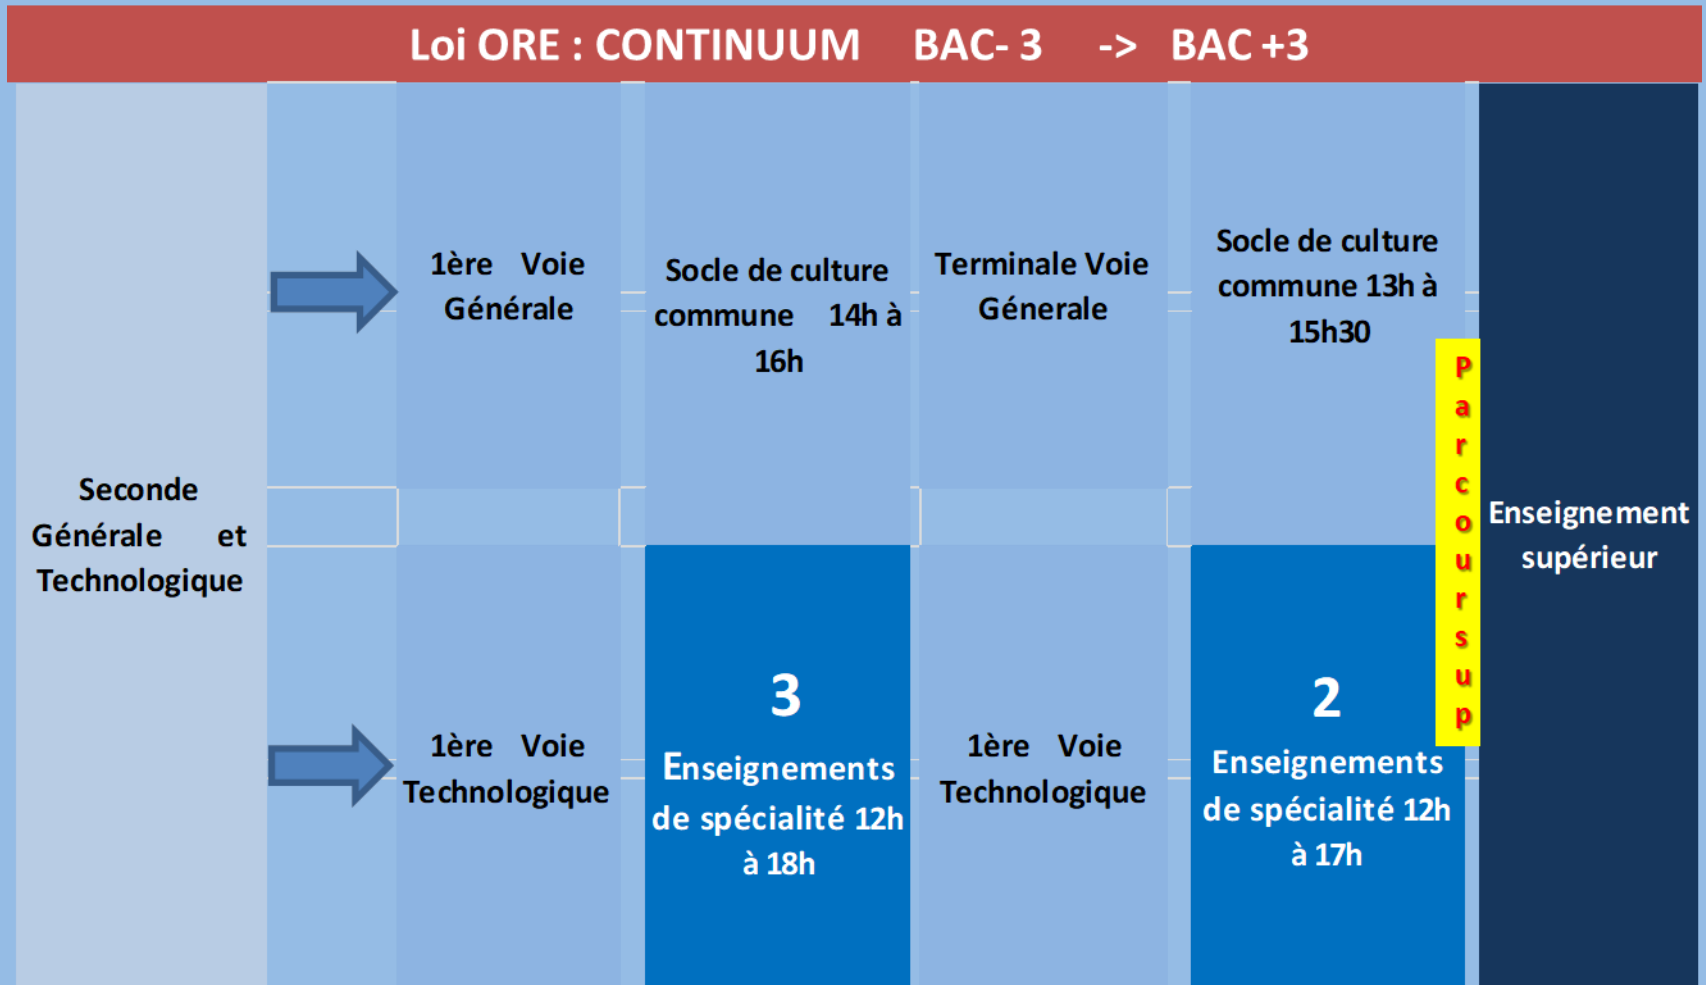 Loi ORE : CONTINUUM BAC- 3 -> BAC +3
Seconde
Générale et
Technologique
1ère Voie
Générale
Socle de culture
commune 14h à
16h
Terminale Voie
Génerale
Socle de culture
commune 13h à
15h30
1ère Voie
Technologique
3
Enseignements
de spécialité 12h
à 18h
1ère Voie
Technologique
2
Enseignements
de spécialité 12h
à 17h
Parcoursup
Enseignement
supérieur